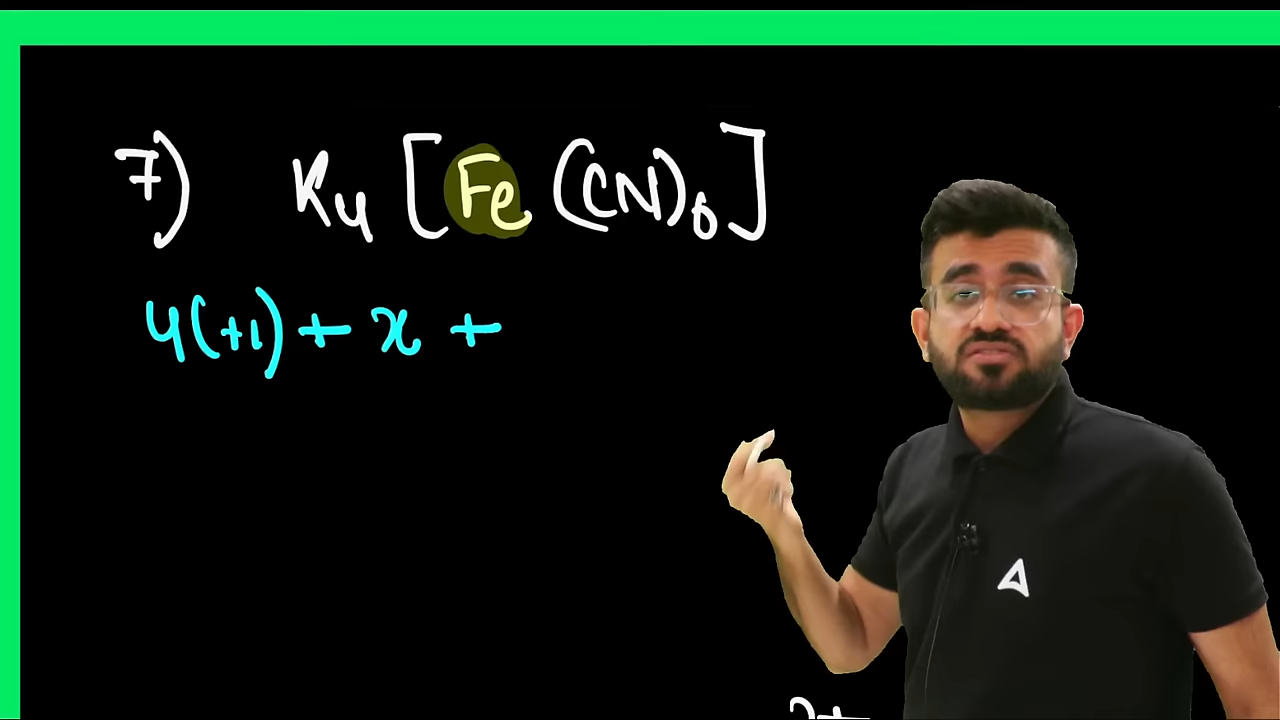 7) K4 [Fe (CN)6]
4(+1) + x +